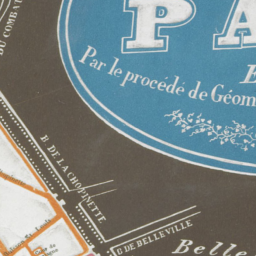 PA
E
Par le procédé de Géom
DU COMBAT
B. DE LA CHOPINETTE
B. DE BELLEVILLE
Belle